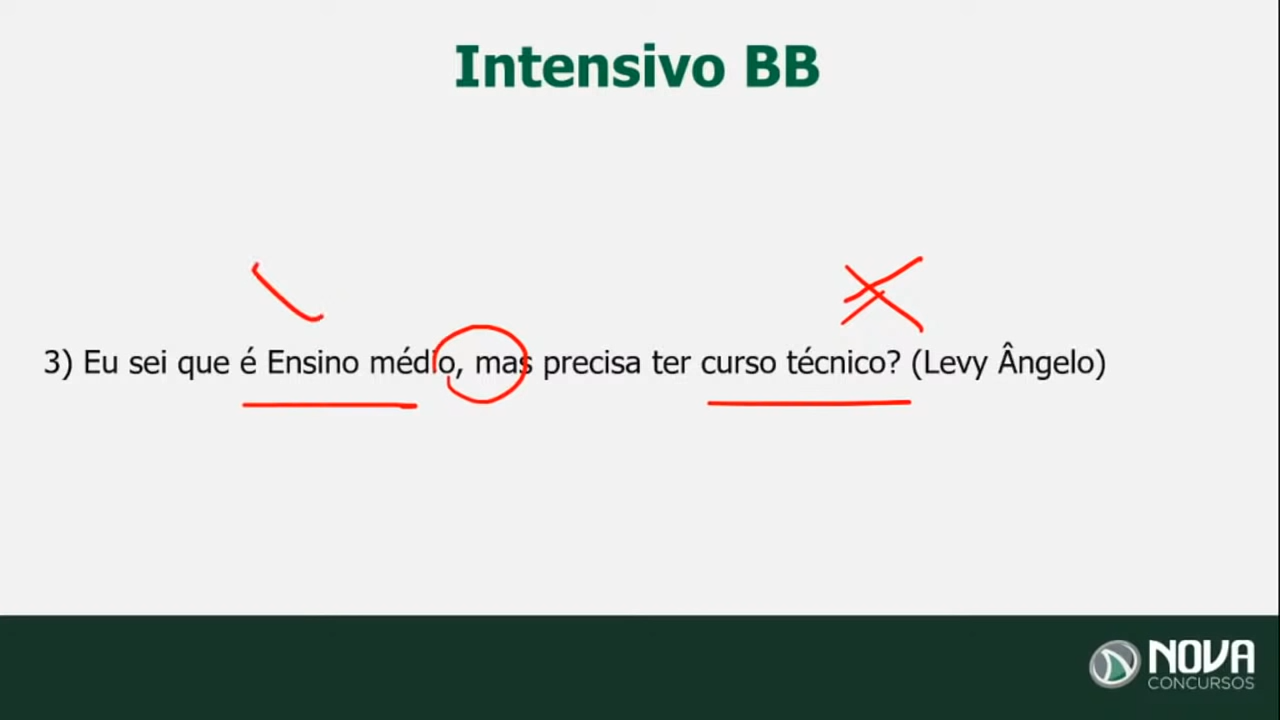 Intensivo BB
3) Eu sei que é Ensino médio, mas precisa ter curso técnico? (Levy Ângelo)
NOVA
CONCURSOS